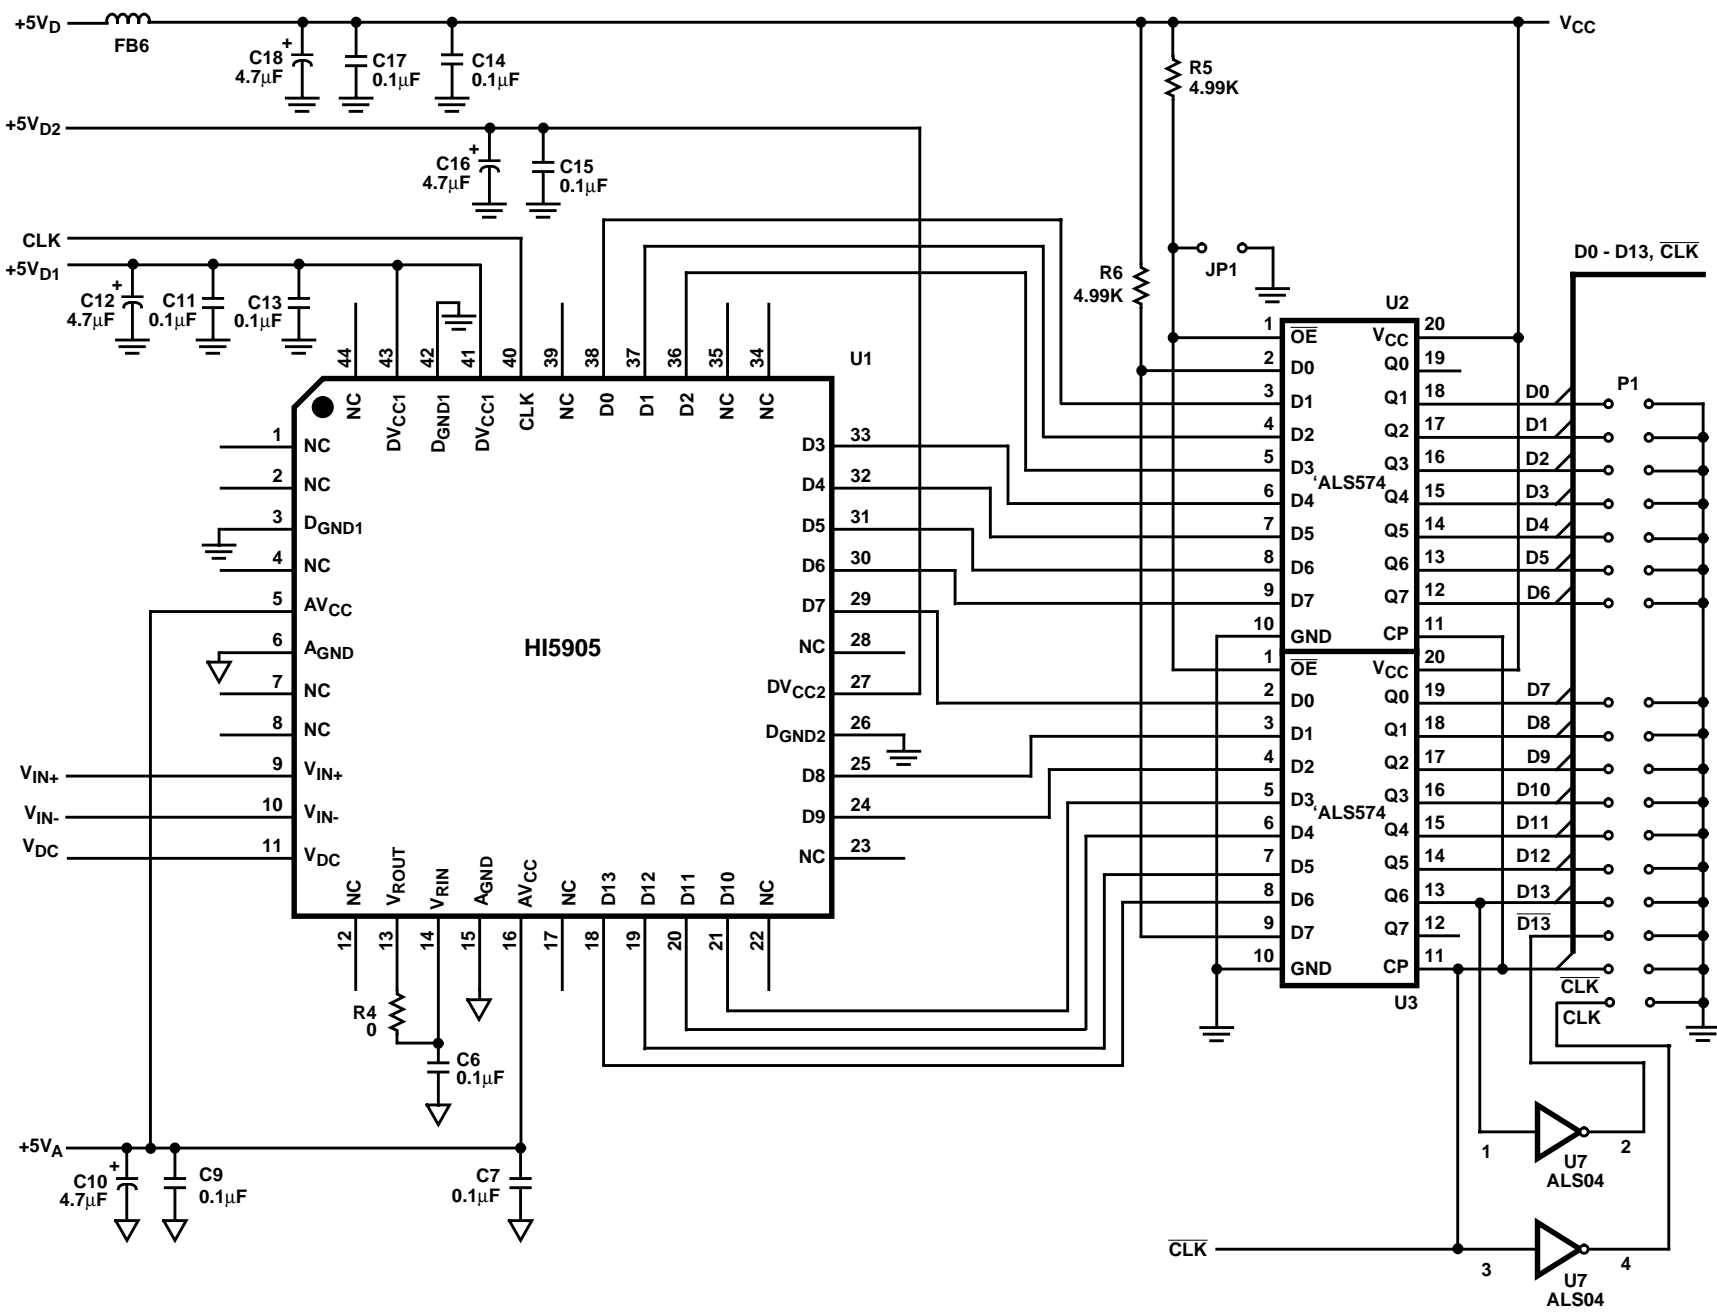 +5VD
FB6
VCC
C18
+
4.7µF
C17
0.1µF
C14
0.1µF
R5
4.99K
+5VD2
C16
+
4.7µF
C15
0.1µF
CLK
+5VD1
C12
+
4.7µF
C11
0.1µF
C13
0.1µF
R6
4.99K
JP1
D0 - D13, CLK
U1
HI5905
44 43 42 41 40 39 38 37 36 35 34
NC DVCC1 DGND1 DVCC1 CLK NC D0 D1 D2 NC NC
1 NC
2 NC
3 DGND1
4 NC
5 AVCC
6 AGND
7 NC
8 NC
VIN+ 9 VIN+
VIN- 10 VIN-
VDC 11 VDC
D3 33
D4 32
D5 31
D6 30
D7 29
NC 28
DVCC2 27
DGND2 26
D8 25
D9 24
NC 23
NC VROUT VRIN AGND AVCC NC D13 D12 D11 D10 NC
12 13 14 15 16 17 18 19 20 21 22
R4
0
C6
0.1µF
+5VA
C10
+
4.7µF
C9
0.1µF
C7
0.1µF
U2
'ALS574
1 OE VCC 20
2 D0 Q0 19
3 D1 Q1 18 D0
4 D2 Q2 17 D1
5 D3 Q3 16 D2
6 D4 Q4 15 D3
7 D5 Q5 14 D4
8 D6 Q6 13 D5
9 D7 Q7 12 D6
10 GND CP 11
P1
1 OE VCC 20
2 D0 Q0 19 D7
3 D1 Q1 18 D8
4 D2 Q2 17 D9
5 D3 Q3 16 D10
'ALS574
6 D4 Q4 15 D11
7 D5 Q5 14 D12
8 D6 Q6 13 D13
9 D7 Q7 12 D13
10 GND CP 11
U3
CLK
CLK
1
2
U7
ALS04
CLK
3
4
U7
ALS04